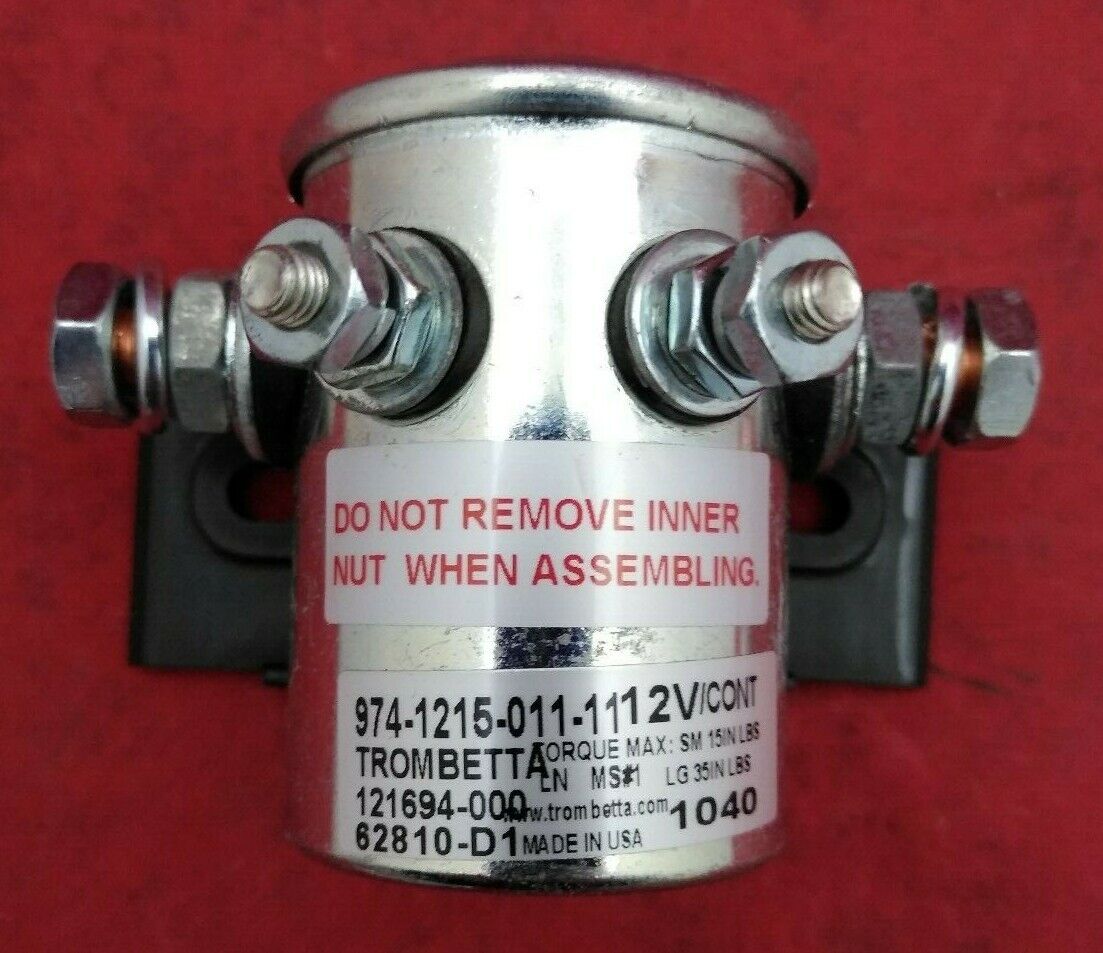 DO NOT REMOVE INNER
NUT WHEN ASSEMBLING.
974-1215-011-11 12V/CONT
TROMBETTA TORQUE MAX: SM 15IN LBS
LN MS#1 LG 35IN LBS
121694-000 www.trombetta.com 1040
62810-D1 MADE IN USA